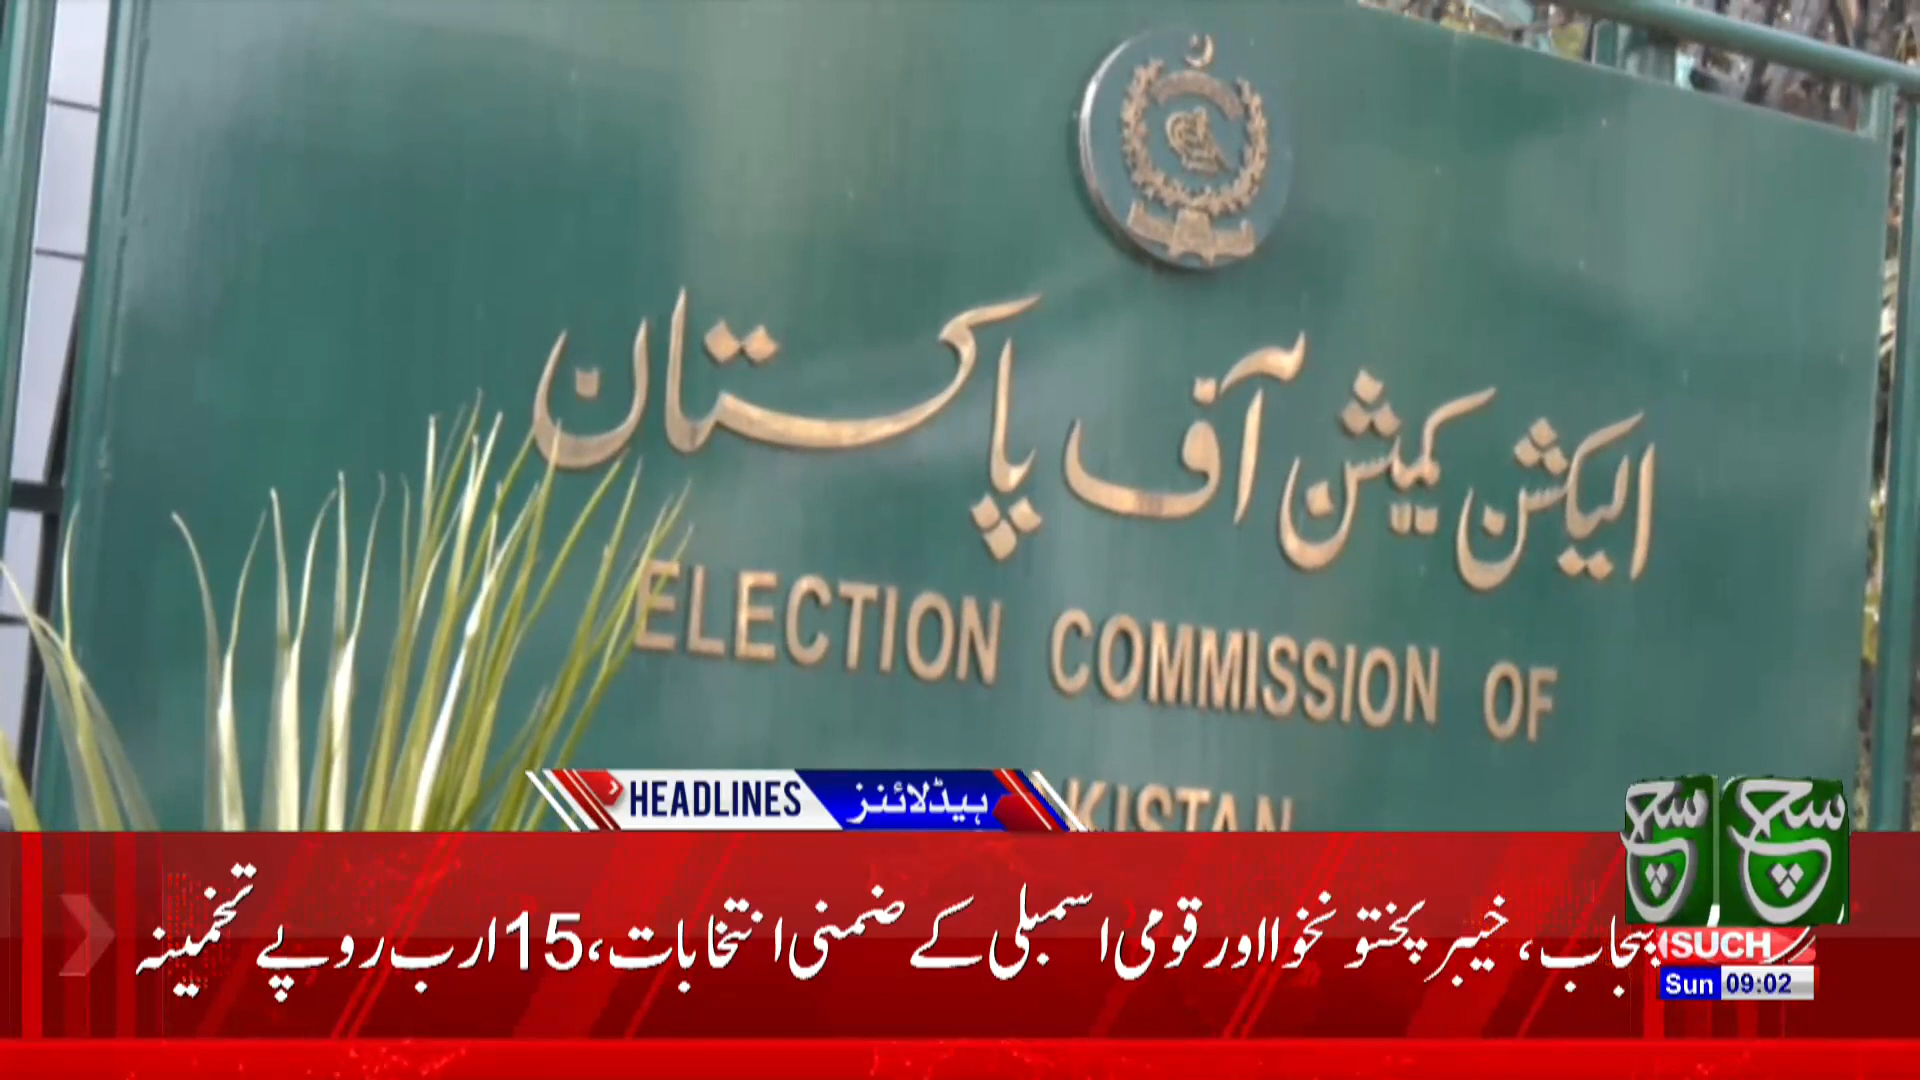 الیکشن کمیشن آف پاکستان
ELECTION COMMISSION OF
HEADLINES ہیڈلائنز
پنجاب، خیبر پختونخوا اور قومی اسمبلی کے ضمنی انتخابات، 15 ارب روپے تخمینہ
سچ سچ
SUCH
Sun 09:02